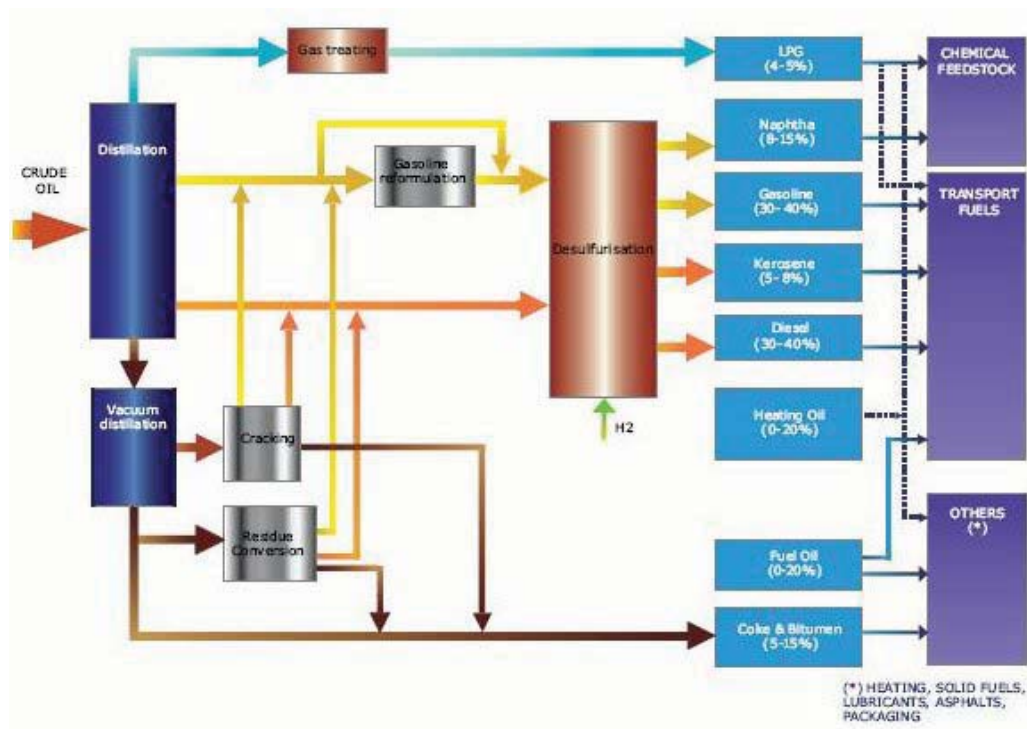 Gas treating
LPG
(4-5%)
CHEMICAL
FEEDSTOCK
Distillation
CRUDE
OIL
Gasoline
reformulation
Naphtha
(8-15%)
Gasoline
(30-40%)
TRANSPORT
FUELS
Desulfurisation
Kerosene
(5-8%)
Diesel
(30-40%)
Vacuum
distillation
Cracking
H2
Heating Oil
(0-20%)
Residue
Conversion
OTHERS
(*)
Fuel Oil
(0-20%)
Coke & Bitumen
(5-15%)
(*) HEATING, SOLID FUELS,
LUBRICANTS, ASPHALTS,
PACKAGING